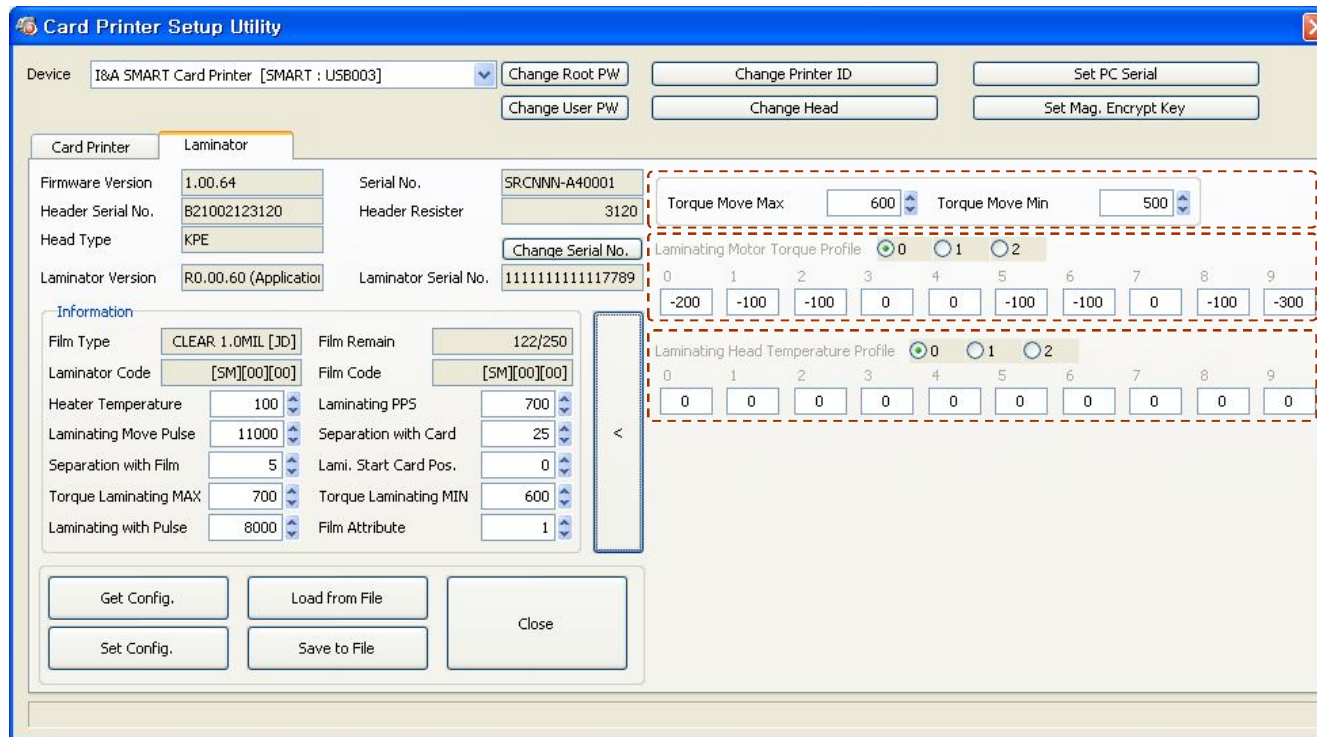 Card Printer Setup Utility
Device I&A SMART Card Printer [SMART : USB003] Change Root PW Change Printer ID Set PC Serial
Change User PW Change Head Set Mag. Encrypt Key
Card Printer Laminator
Firmware Version 1.00.64 Serial No. SRCNNN-A40001
Header Serial No. B21002123120 Header Resister 3120
Head Type KPE
Change Serial No.
Laminator Version R0.00.60 (Application Laminator Serial No. 1111111111117789
Information
Film Type CLEAR 1.0MIL [JD] Film Remain 122/250
Laminator Code [SM][00][00] Film Code [SM][00][00]
Heater Temperature 100 Laminating PPS 700
Laminating Move Pulse 11000 Separation with Card 25
Separation with Film 5 Lami. Start Card Pos. 0
Torque Laminating MAX 700 Torque Laminating MIN 600
Laminating with Pulse 8000 Film Attribute 1
<
Get Config. Load from File
Set Config. Save to File
Close
Torque Move Max 600 Torque Move Min 500
Laminating Motor Torque Profile 0 1 2
0 1 2 3 4 5 6 7 8 9
-200 -100 -100 0 0 -100 -100 0 -100 -300
Laminating Head Temperature Profile 0 1 2
0 1 2 3 4 5 6 7 8 9
0 0 0 0 0 0 0 0 0 0